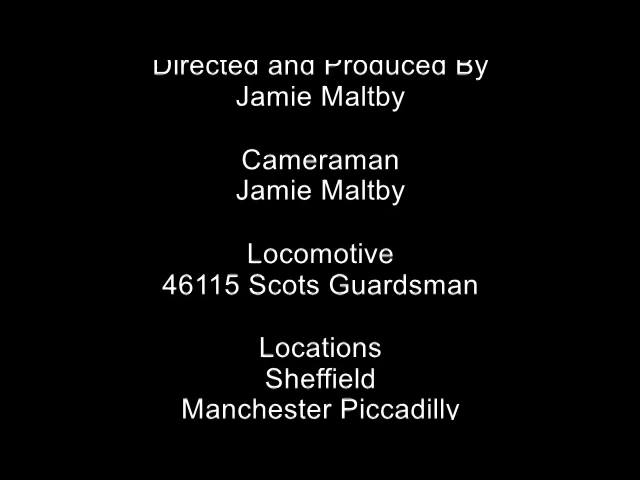 Directed and Produced By
Jamie Maltby
Cameraman
Jamie Maltby
Locomotive
46115 Scots Guardsman
Locations
Sheffield
Manchester Piccadilly